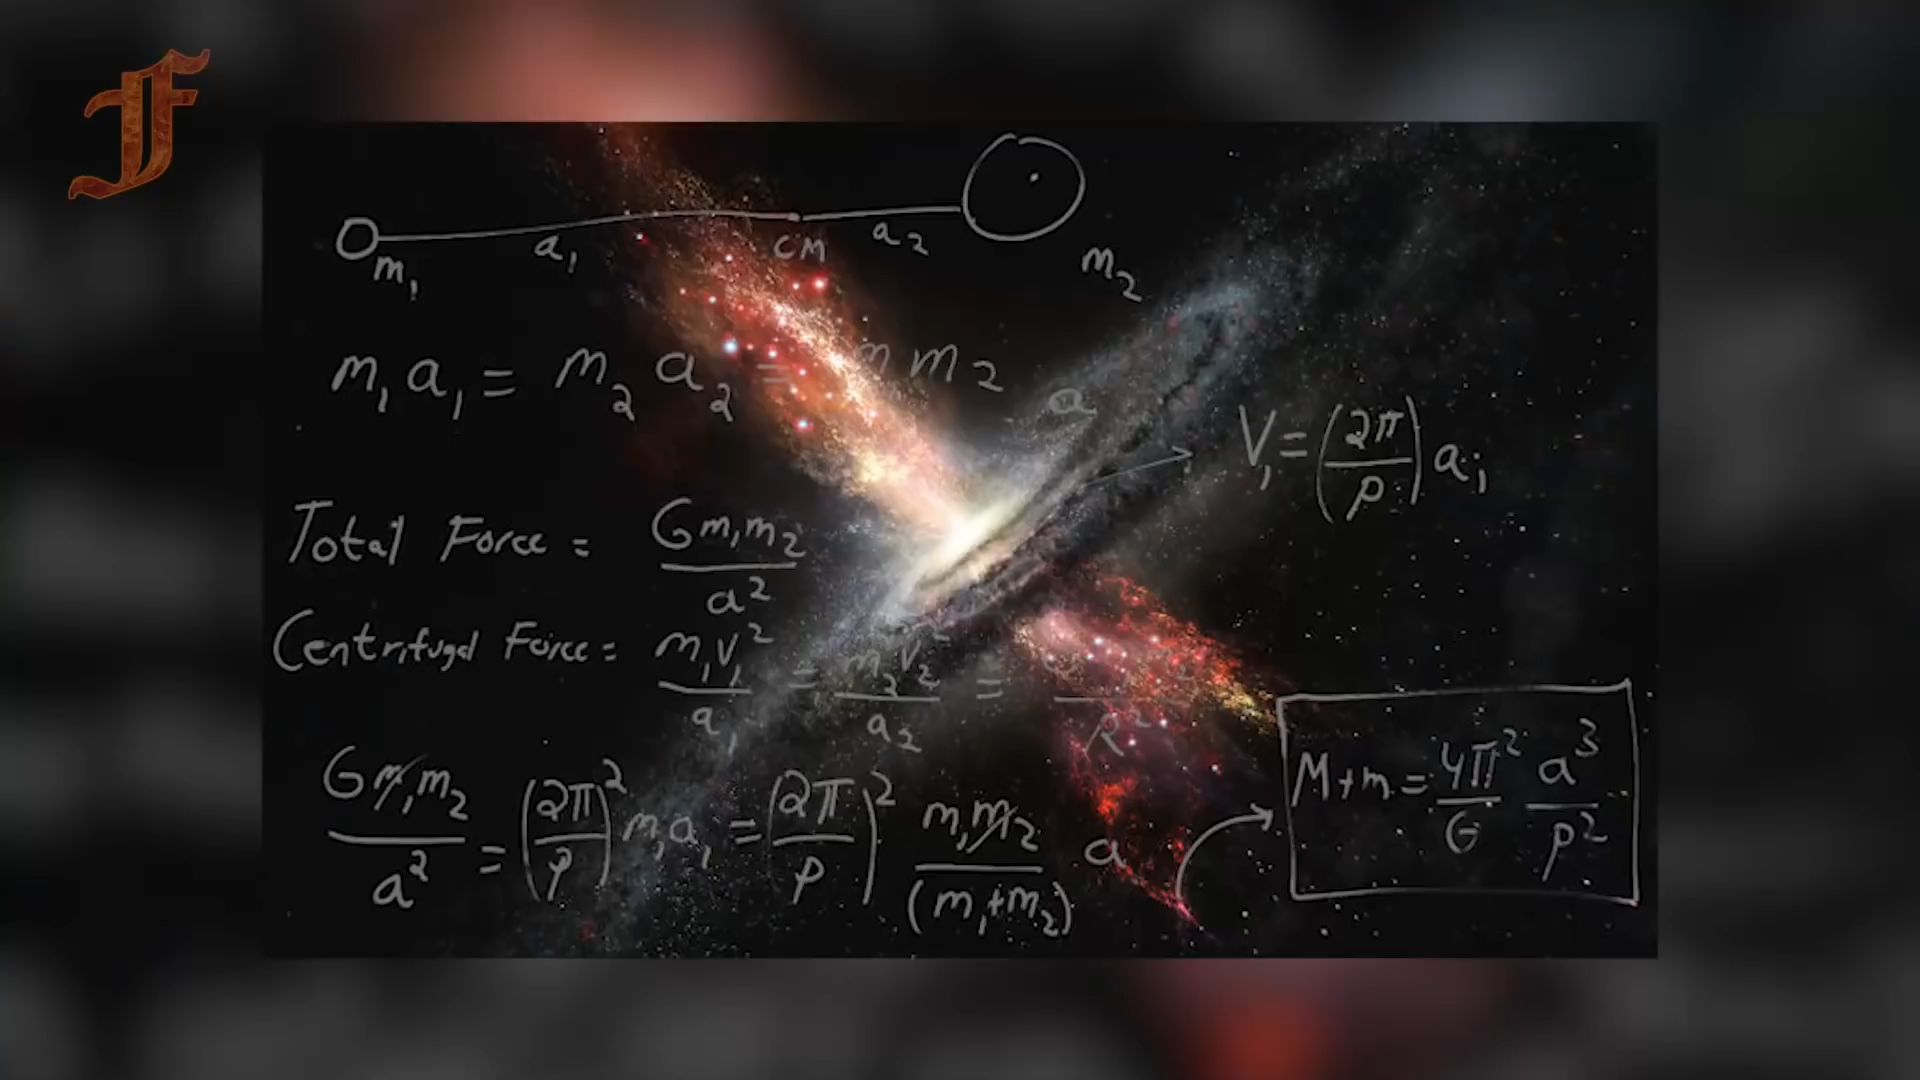 F
a₁ CM a₂
m₁ m₂
m₁a₁ = m₂a₂ = m m₂ a
V₁ = (2π/P) a₁
Total Force = Gm₁m₂/a²
Centrifugal Force = m₁V₁²/a₁ = m₂V₂²/a₂ =
Gm₁m₂/a² = (2π/P)² m₁a₁ = (2π/P)² m₁m₂/(m₁+m₂) a
M+m = 4π²/G a³/P²